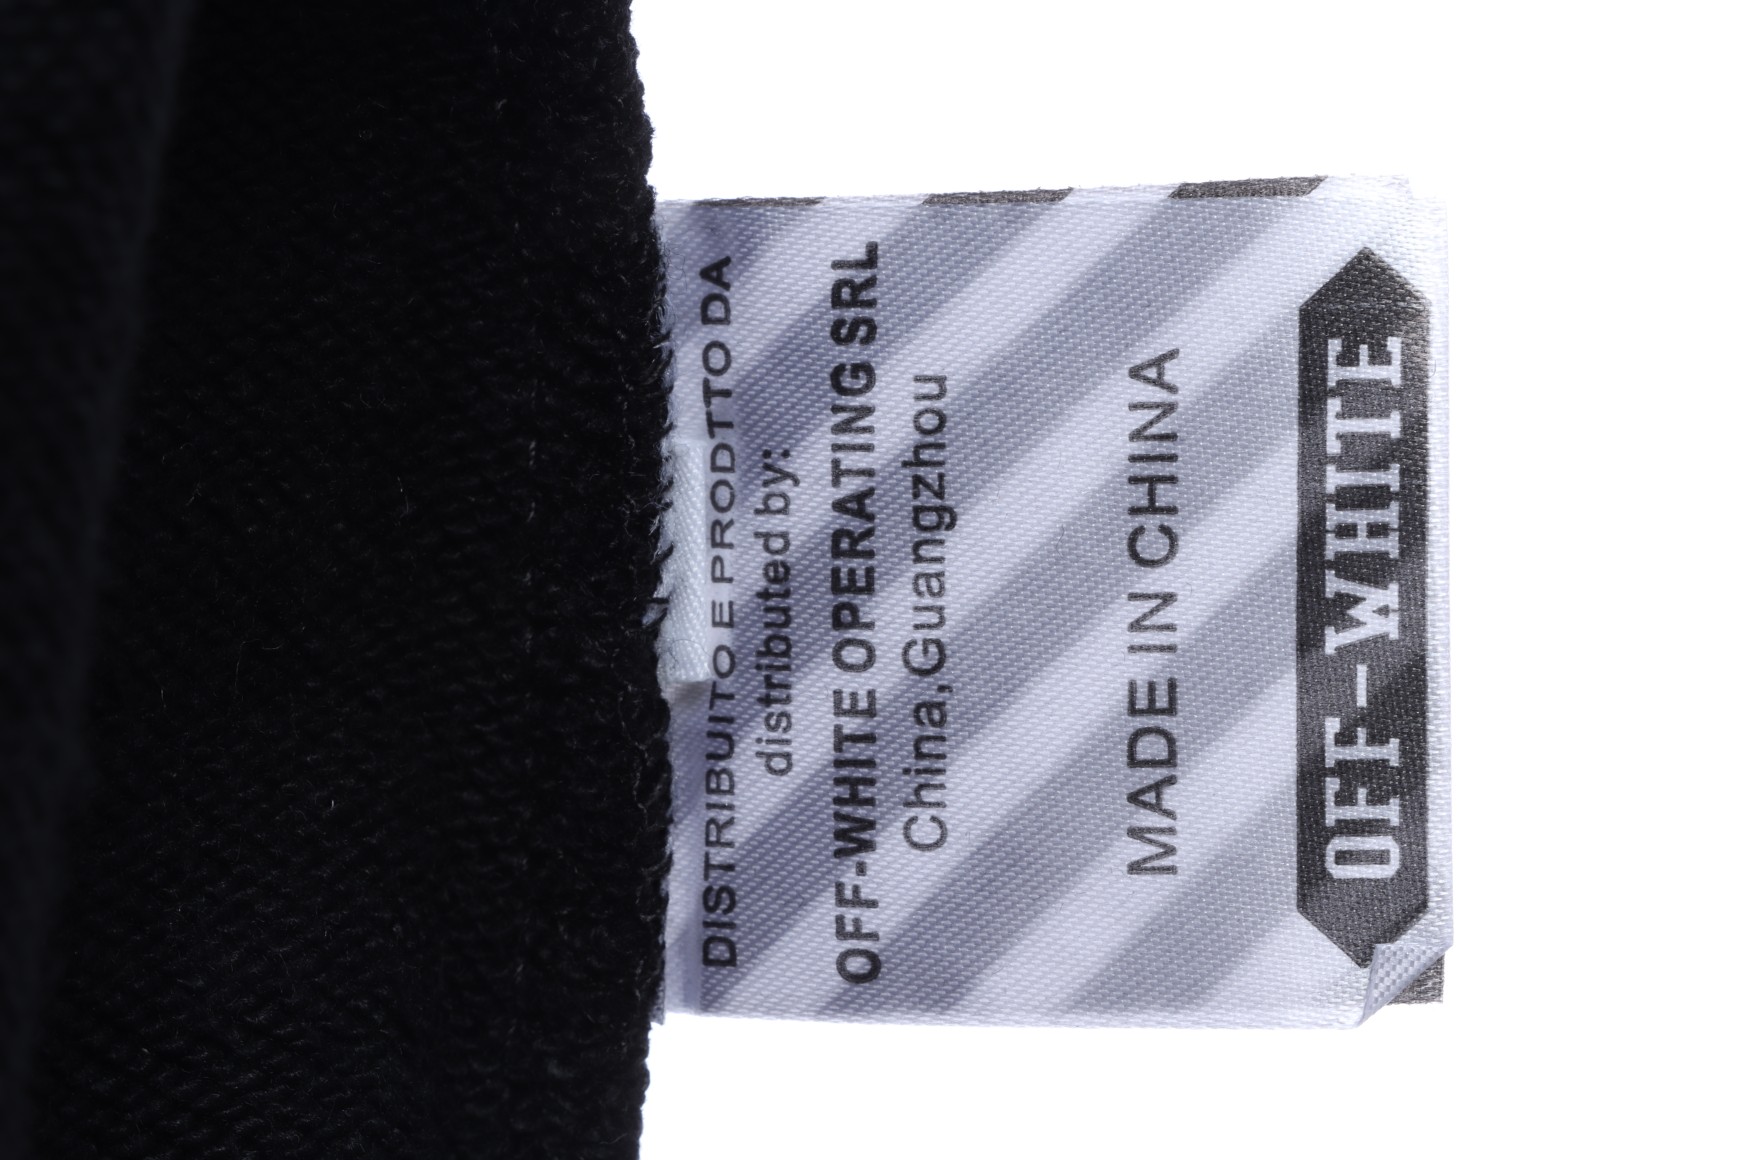 DISTRIBUITO E PRODTTO DA
distributed by:
OFF-WHITE OPERATING SRL
China,Guangzhou
MADE IN CHINA
OFF-WHITE